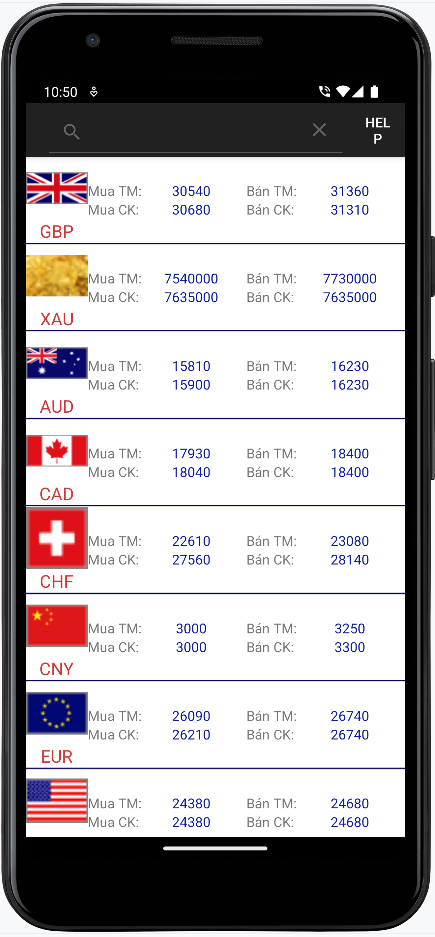 10:50
HEL
P
Mua TM: 30540 Bán TM: 31360
Mua CK: 30680 Bán CK: 31310
GBP
Mua TM: 7540000 Bán TM: 7730000
Mua CK: 7635000 Bán CK: 7635000
XAU
Mua TM: 15810 Bán TM: 16230
Mua CK: 15900 Bán CK: 16230
AUD
Mua TM: 17930 Bán TM: 18400
Mua CK: 18040 Bán CK: 18400
CAD
Mua TM: 22610 Bán TM: 23080
Mua CK: 27560 Bán CK: 28140
CHF
Mua TM: 3000 Bán TM: 3250
Mua CK: 3000 Bán CK: 3300
CNY
Mua TM: 26090 Bán TM: 26740
Mua CK: 26210 Bán CK: 26740
EUR
Mua TM: 24380 Bán TM: 24680
Mua CK: 24380 Bán CK: 24680